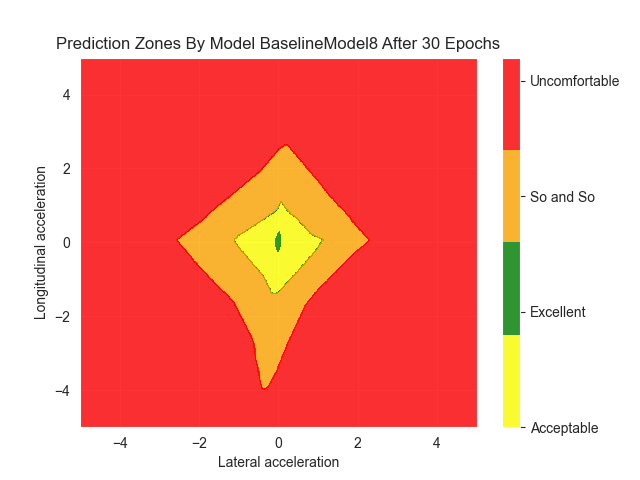 Prediction Zones By Model BaselineModel8 After 30 Epochs
4
2
0
−2
−4
−4
−2
0
2
4
Longitudinal acceleration
Lateral acceleration
Uncomfortable
So and So
Excellent
Acceptable